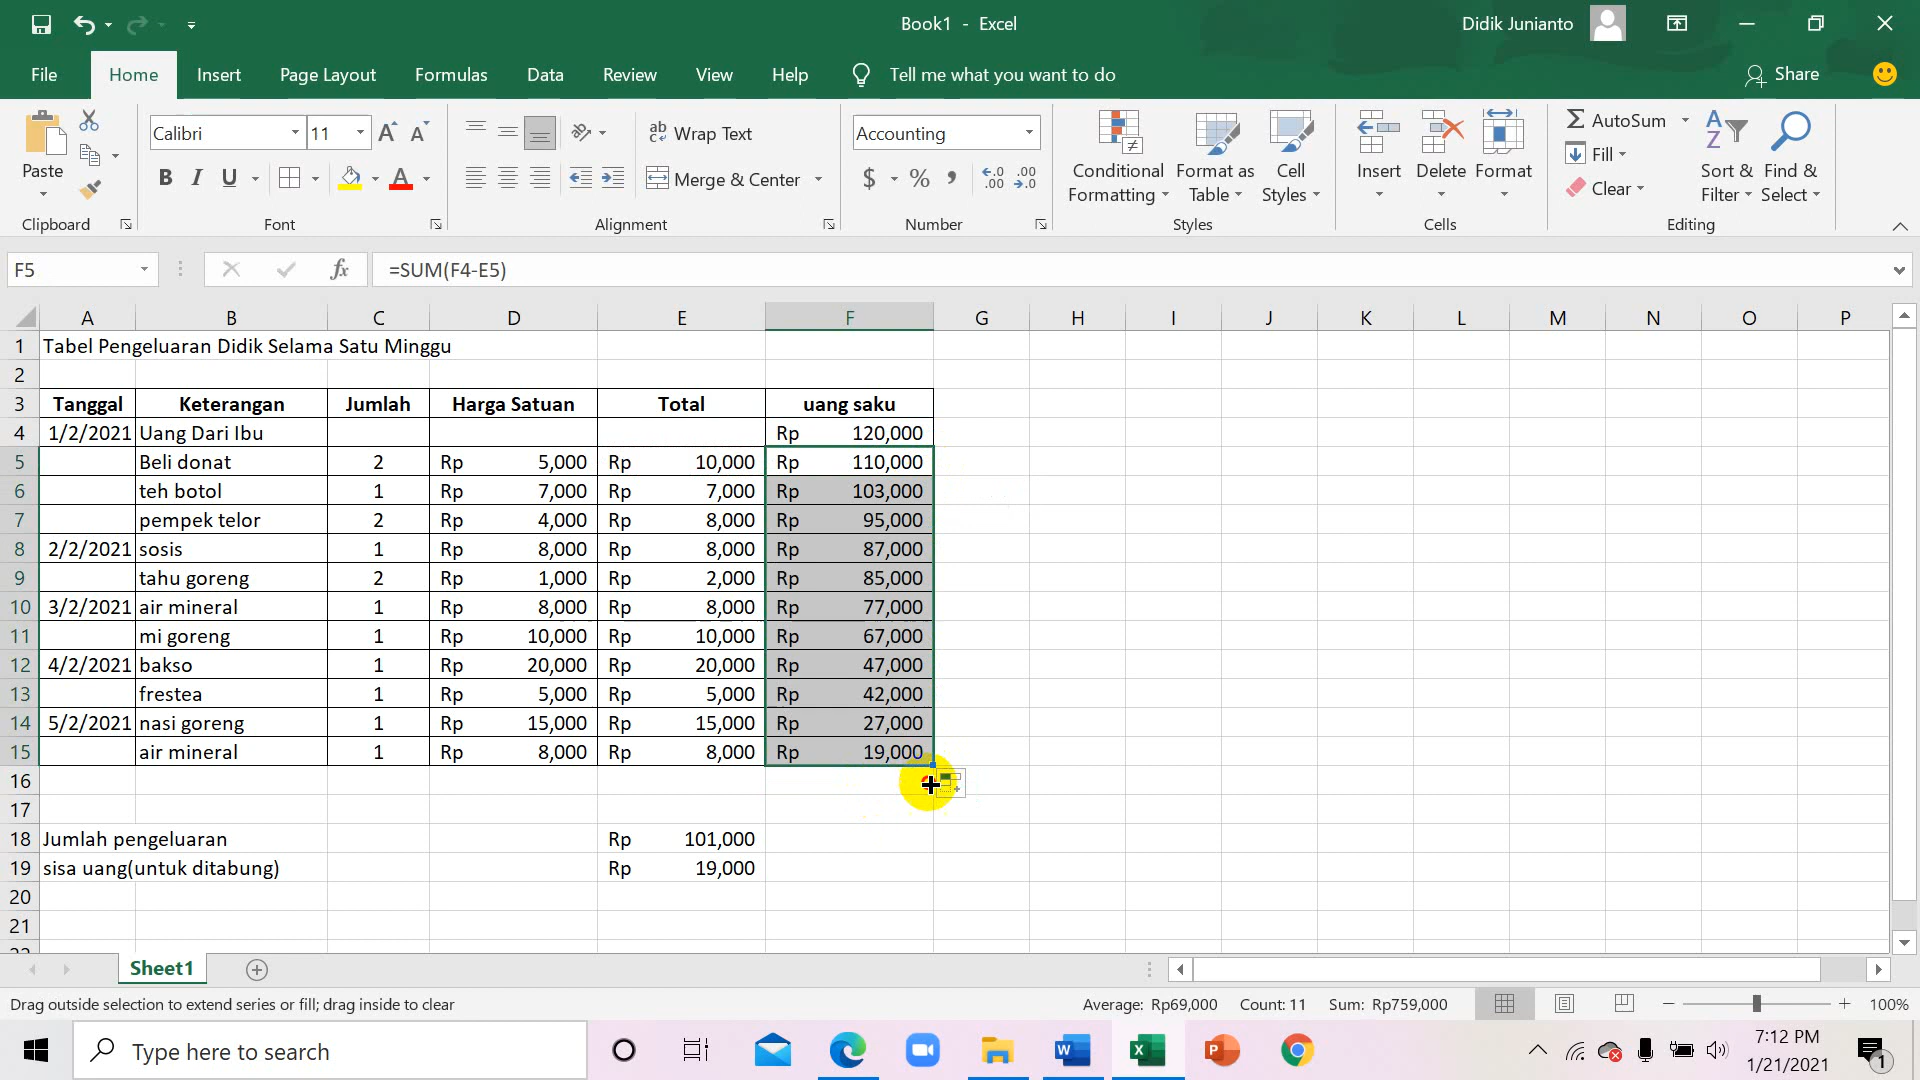 Book1 - Excel
Didik Junianto
File Home Insert Page Layout Formulas Data Review View Help Tell me what you want to do Share
Paste
Clipboard
Calibri 11
B I U
Font
Wrap Text
Merge & Center
Alignment
Accounting
$ % ,
Number
Conditional Formatting
Format as Table
Cell Styles
Styles
Insert
Delete
Format
Cells
AutoSum
Fill
Clear
Sort & Filter
Find & Select
Editing
F5 fx =SUM(F4-E5)
A B C D E F G H I J K L M N O P
1 Tabel Pengeluaran Didik Selama Satu Minggu
2
3 Tanggal Keterangan Jumlah Harga Satuan Total uang saku
4 1/2/2021 Uang Dari Ibu Rp 120,000
5 Beli donat 2 Rp 5,000 Rp 10,000 Rp 110,000
6 teh botol 1 Rp 7,000 Rp 7,000 Rp 103,000
7 pempek telor 2 Rp 4,000 Rp 8,000 Rp 95,000
8 2/2/2021 sosis 1 Rp 8,000 Rp 8,000 Rp 87,000
9 tahu goreng 2 Rp 1,000 Rp 2,000 Rp 85,000
10 3/2/2021 air mineral 1 Rp 8,000 Rp 8,000 Rp 77,000
11 mi goreng 1 Rp 10,000 Rp 10,000 Rp 67,000
12 4/2/2021 bakso 1 Rp 20,000 Rp 20,000 Rp 47,000
13 frestea 1 Rp 5,000 Rp 5,000 Rp 42,000
14 5/2/2021 nasi goreng 1 Rp 15,000 Rp 15,000 Rp 27,000
15 air mineral 1 Rp 8,000 Rp 8,000 Rp 19,000
16
17
18 Jumlah pengeluaran Rp 101,000
19 sisa uang(untuk ditabung) Rp 19,000
20
21
22
Sheet1
Drag outside selection to extend series or fill; drag inside to clear Average: Rp69,000 Count: 11 Sum: Rp759,000 100%
Type here to search
7:12 PM
1/21/2021
1